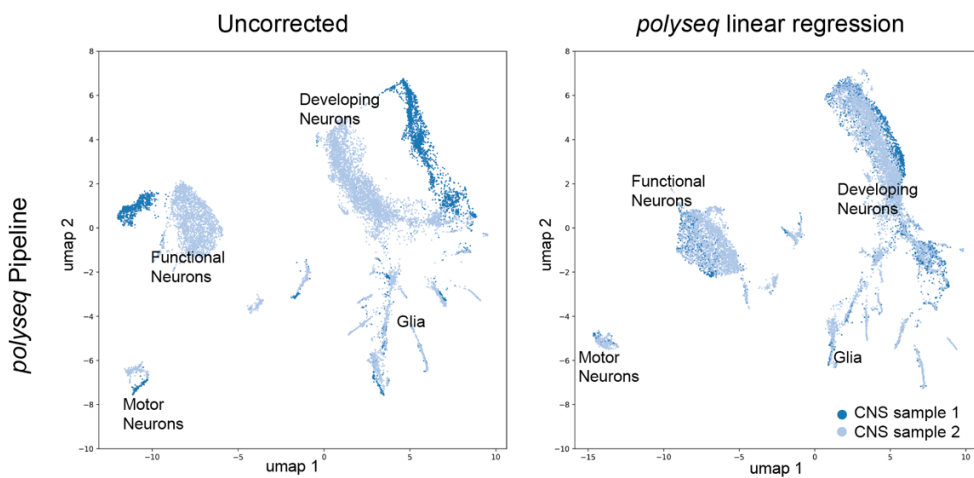 Uncorrected
polyseq linear regression
polyseq Pipeline
8
6
4
2
0
−2
−4
−6
−8
−10
umap 2
−10
−5
0
5
10
umap 1
Developing
Neurons
Functional
Neurons
Glia
Motor
Neurons
8
6
4
2
0
−2
−4
−6
−8
−10
umap 2
−15
−10
−5
0
5
10
umap 1
Functional
Neurons
Developing
Neurons
Motor
Neurons
Glia
CNS sample 1
CNS sample 2